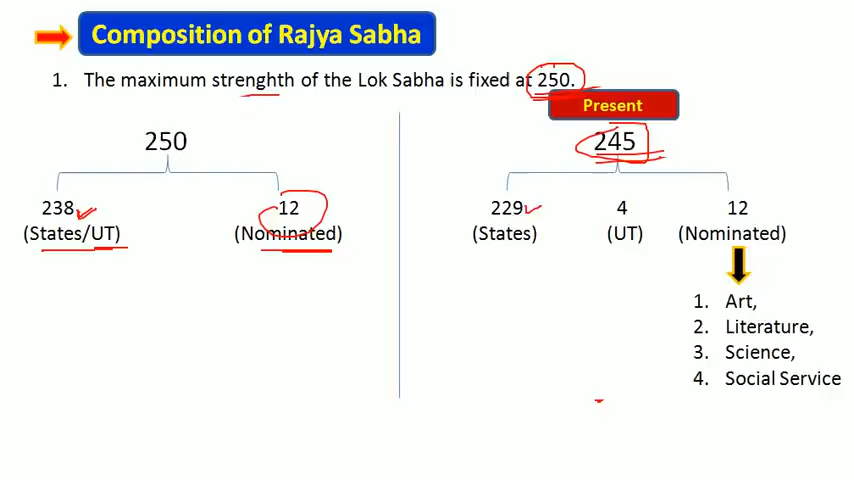 Composition of Rajya Sabha
1. The maximum strenghth of the Lok Sabha is fixed at 250.
Present
250
245
238
12
229
4
12
(States/UT)
(Nominated)
(States)
(UT)
(Nominated)
1. Art,
2. Literature,
3. Science,
4. Social Service